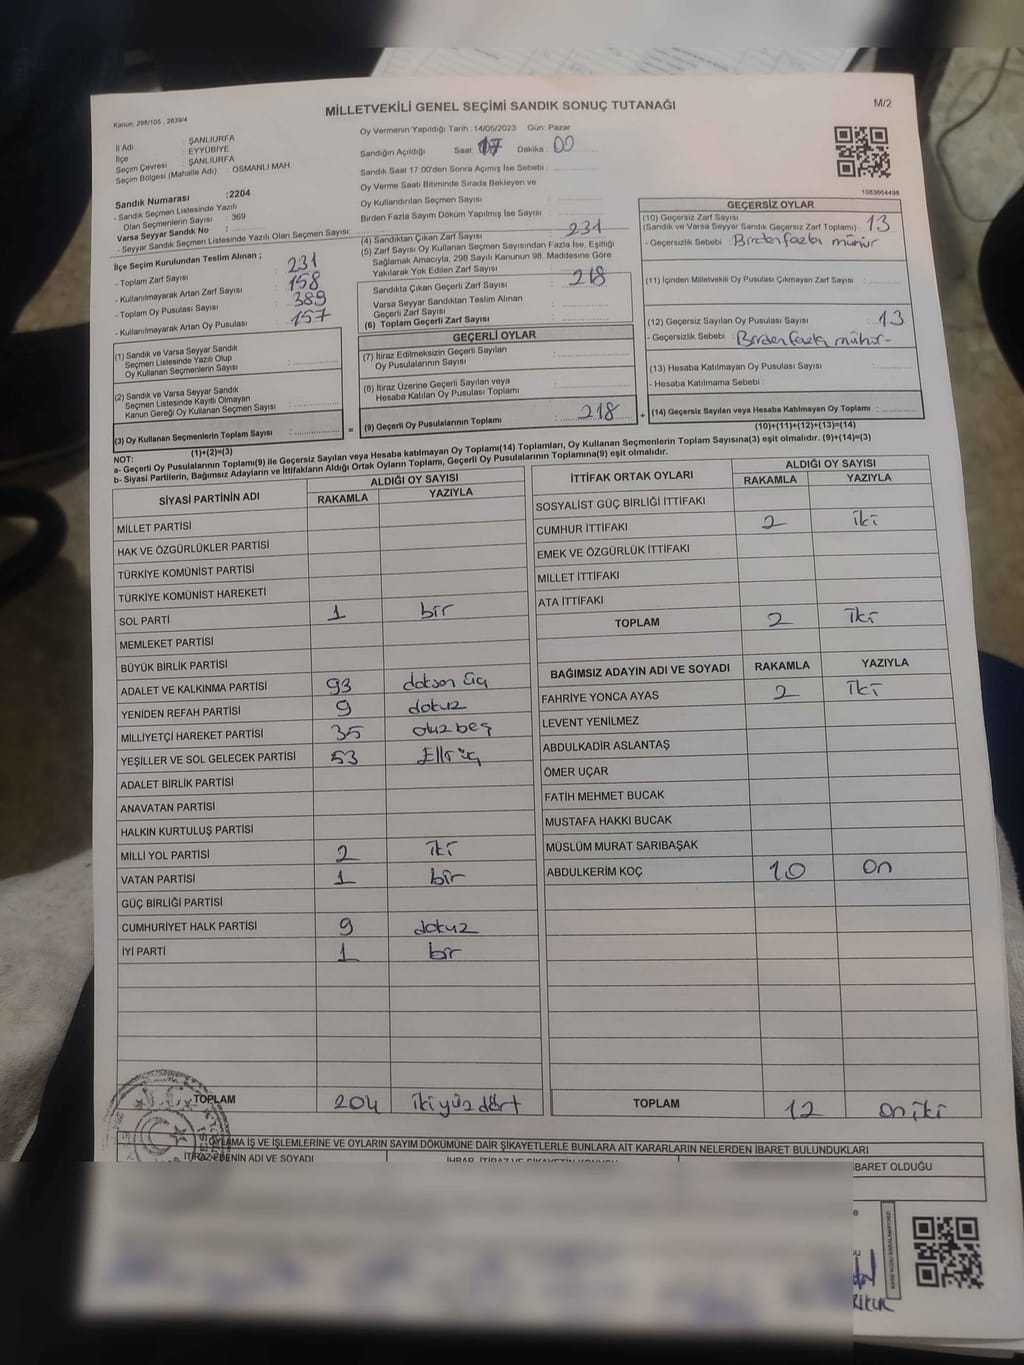 Kanun, 298/105 , 2839/4
MİLLETVEKİLİ GENEL SEÇİMİ SANDIK SONUÇ TUTANAĞI
M/2
İl Adı : ŞANLIURFA
İlçe : EYYÜBİYE
Seçim Çevresi : ŞANLIURFA
Seçim Bölgesi (Mahalle Adı) : OSMANLI MAH.
Oy Vermenin Yapıldığı Tarih :14/05/2023 Gün: Pazar
Sandığın Açıldığı Saat: 17 Dakika : 00
Sandık Saat 17.00'den Sonra Açımış İse Sebebi :
Oy Verme Saati Bitiminde Sırada Bekleyen ve
Oy Kullandırılan Seçmen Sayısı :
Birden Fazla Sayım Döküm Yapılmış İse Sayısı :
1083664498
Sandık Numarası :2204
- Sandık Seçmen Listesinde Yazılı
Olan Seçmenlerin Sayısı : 369
Varsa Seyyar Sandık No :
- Seyyar Sandık Seçmen Listesinde Yazılı Olan Seçmen Sayısı:
İlçe Seçim Kurulundan Teslim Alınan ;
- Toplam Zarf Sayısı : 231
- Kullanılmayarak Artan Zarf Sayısı : 158
- Toplam Oy Pusulası Sayısı : 389
- Kullanılmayarak Artan Oy Pusulası : 157
(4) Sandıktan Çıkan Zarf Sayısı : 231
(5) Zarf Sayısı Oy Kullanan Seçmen Sayısından Fazla İse, Eşitliği
Sağlamak Amacıyla, 298 Sayılı Kanunun 98. Maddesine Göre
Yakılarak Yok Edilen Zarf Sayısı :
Sandıkta Çıkan Geçerli Zarf Sayısı : 218
Varsa Seyyar Sandıktan Teslim Alınan
Geçerli Zarf Sayısı :
(6) Toplam Geçerli Zarf Sayısı :
GEÇERSİZ OYLAR
(10) Geçersiz Zarf Sayısı
(Sandık ve Varsa Seyyar Sandık Geçersiz Zarf Toplamı) : 13
- Geçersizlik Sebebi : Birden fazla mühür
(11) İçinden Milletvekili Oy Pusulası Çıkmayan Zarf Sayısı :
(12) Geçersiz Sayılan Oy Pusulası Sayısı : 13
- Geçersizlik Sebebi : Birden fazla mühür-
(13) Hesaba Katılmayan Oy Pusulası Sayısı :
- Hesaba Katılmama Sebebi :
(14) Geçersiz Sayılan veya Hesaba Katılmayan Oy Toplamı :
(10)+(11)+(12)+(13)=(14)
(1) Sandık ve Varsa Seyyar Sandık
Seçmen Listesinde Yazılı Olup
Oy Kullanan Seçmenlerin Sayısı :
(2) Sandık ve Varsa Seyyar Sandık
Seçmen Listesinde Kayıtlı Olmayan
Kanun Gereği Oy Kullanan Seçmen Sayısı :
(3) Oy Kullanan Seçmenlerin Toplam Sayısı :
(1)+(2)=(3)
=
GEÇERLİ OYLAR
(7) İtiraz Edilmeksizin Geçerli Sayılan
Oy Pusulalarının Sayısı :
(8) İtiraz Üzerine Geçerli Sayılan veya
Hesaba Katılan Oy Pusulası Toplamı :
(9) Geçerli Oy Pusulalarının Toplamı : 218
+
NOT:
a- Geçerli Oy Pusulalarının Toplamı(9) ile Geçersiz Sayılan veya Hesaba katılmayan Oy Toplamı(14) Toplamları, Oy Kullanan Seçmenlerin Toplam Sayısına(3) eşit olmalıdır. (9)+(14)=(3)
b- Siyasi Partilerin, Bağımsız Adayların ve İttifakların Aldığı Ortak Oyların Toplamı, Geçerli Oy Pusulalarının Toplamına(9) eşit olmalıdır.
SİYASİ PARTİNİN ADI ALDIĞI OY SAYISI
RAKAMLA YAZIYLA
MİLLET PARTİSİ
HAK VE ÖZGÜRLÜKLER PARTİSİ
TÜRKİYE KOMÜNİST PARTİSİ
TÜRKİYE KOMÜNİST HAREKETİ
SOL PARTİ 1 bir
MEMLEKET PARTİSİ
BÜYÜK BİRLİK PARTİSİ
ADALET VE KALKINMA PARTİSİ 93 doksan üç
YENİDEN REFAH PARTİSİ 9 dokuz
MİLLİYETÇİ HAREKET PARTİSİ 35 otuz beş
YEŞİLLER VE SOL GELECEK PARTİSİ 53 Elli üç
ADALET BİRLİK PARTİSİ
ANAVATAN PARTİSİ
HALKIN KURTULUŞ PARTİSİ
MİLLİ YOL PARTİSİ 2 iki
VATAN PARTİSİ 1 bir
GÜÇ BİRLİĞİ PARTİSİ
CUMHURİYET HALK PARTİSİ 9 dokuz
İYİ PARTİ 1 bir
TOPLAM 204 iki yüz dört
İTTİFAK ORTAK OYLARI ALDIĞI OY SAYISI
RAKAMLA YAZIYLA
SOSYALİST GÜÇ BİRLİĞİ İTTİFAKI
CUMHUR İTTİFAKI 2 iki
EMEK VE ÖZGÜRLÜK İTTİFAKI
MİLLET İTTİFAKI
ATA İTTİFAKI
TOPLAM 2 iki
BAĞIMSIZ ADAYIN ADI VE SOYADI RAKAMLA YAZIYLA
FAHRİYE YONCA AYAS 2 iki
LEVENT YENİLMEZ
ABDULKADİR ASLANTAŞ
ÖMER UÇAR
FATİH MEHMET BUCAK
MUSTAFA HAKKI BUCAK
MÜSLÜM MURAT SARIBAŞAK
ABDULKERİM KOÇ 10 on
TOPLAM 12 on iki
OYLAMA İŞ VE İŞLEMLERİNE VE OYLARIN SAYIM DÖKÜMÜNE DAİR ŞİKAYETLERLE BUNLARA AİT KARARLARIN NELERDEN İBARET BULUNDUKLARI
İTİRAZ EDENİN ADI VE SOYADI
İBARET OLDUĞU